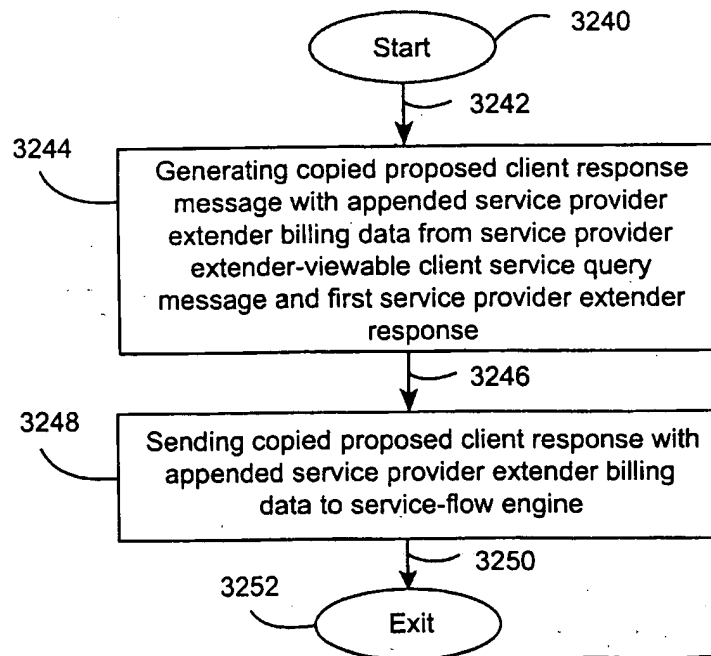 3240
Start
3242
3244
Generating copied proposed client response
message with appended service provider
extender billing data from service provider
extender-viewable client service query
message and first service provider extender
response
3246
3248
Sending copied proposed client response with
appended service provider extender billing
data to service-flow engine
3250
3252
Exit